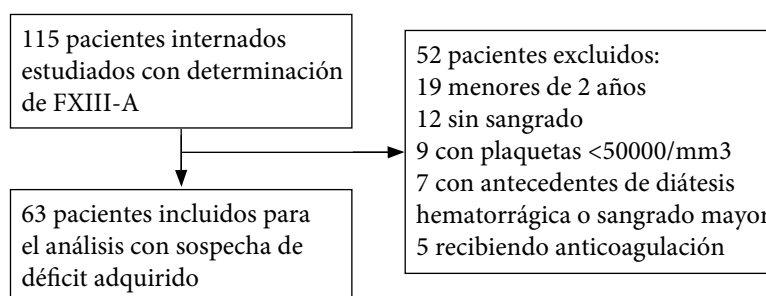 115 pacientes internados
estudiados con determinación
de FXIII-A
52 pacientes excluidos:
19 menores de 2 años
12 sin sangrado
9 con plaquetas <50000/mm3
7 con antecedentes de diátesis
hematorrágica o sangrado mayor
5 recibiendo anticoagulación
63 pacientes incluidos para
el análisis con sospecha de
déficit adquirido